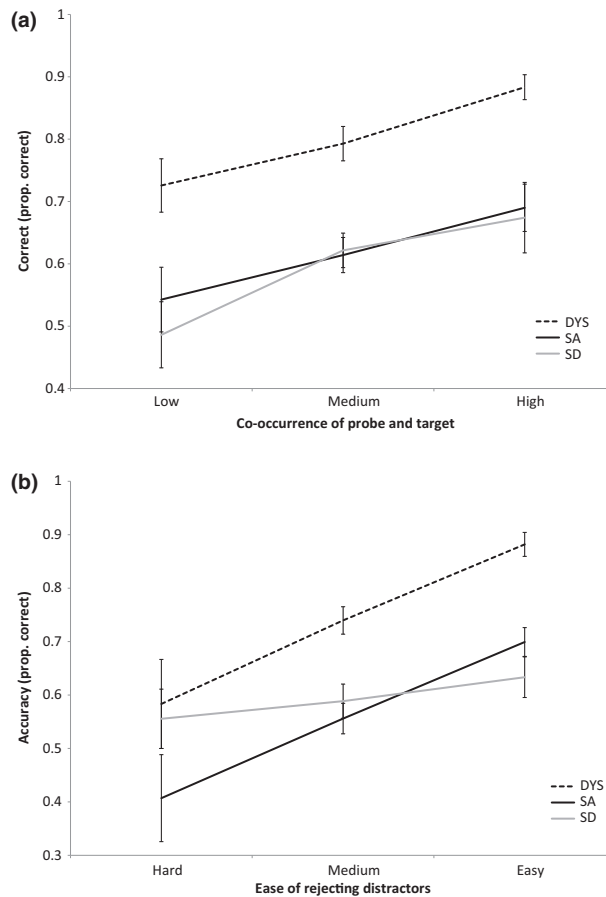 (a)
1
0.9
0.8
0.7
0.6
0.5
0.4
Correct (prop. correct)
DYS
SA
SD
Low Medium High
Co-occurrence of probe and target
(b)
1
0.9
0.8
0.7
0.6
0.5
0.4
0.3
Accuracy (prop. correct)
DYS
SA
SD
Hard Medium Easy
Ease of rejecting distractors